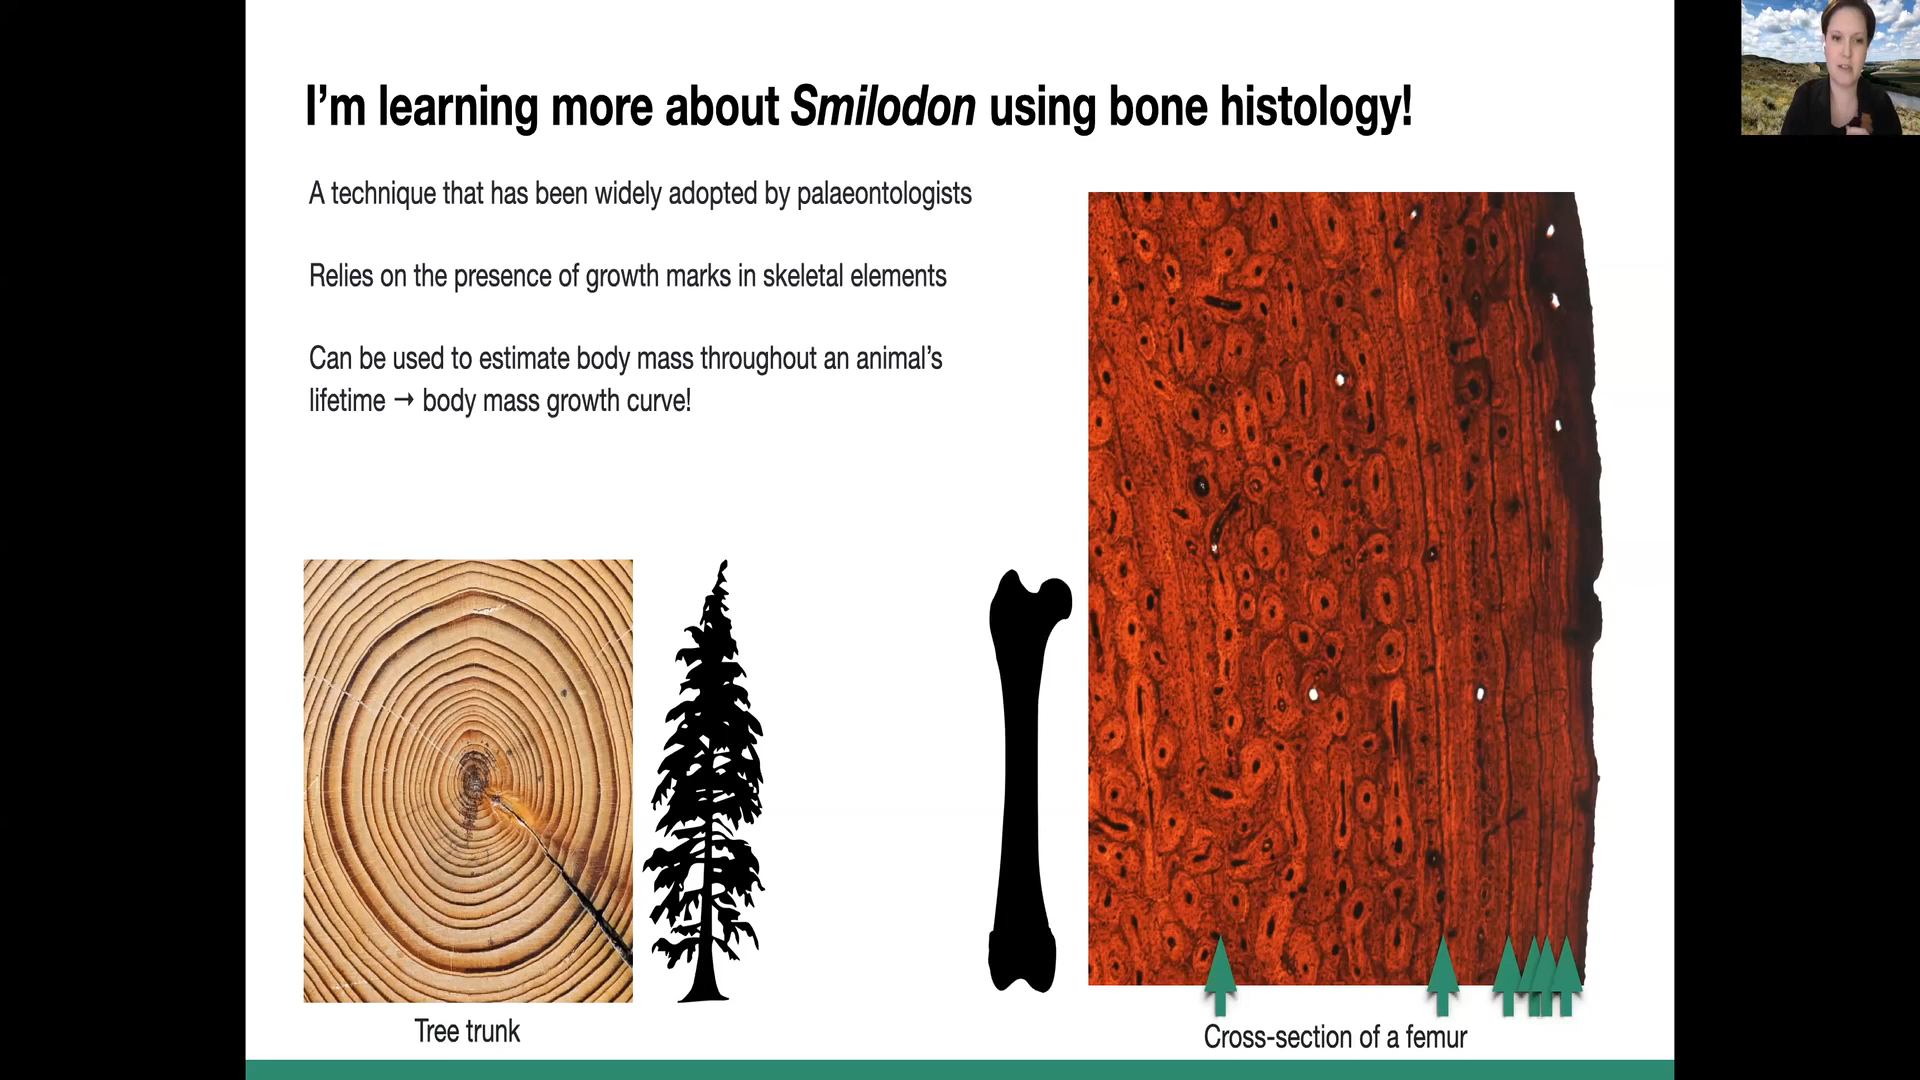 I'm learning more about Smilodon using bone histology!
A technique that has been widely adopted by palaeontologists
Relies on the presence of growth marks in skeletal elements
Can be used to estimate body mass throughout an animal's
lifetime → body mass growth curve!
Tree trunk
Cross-section of a femur